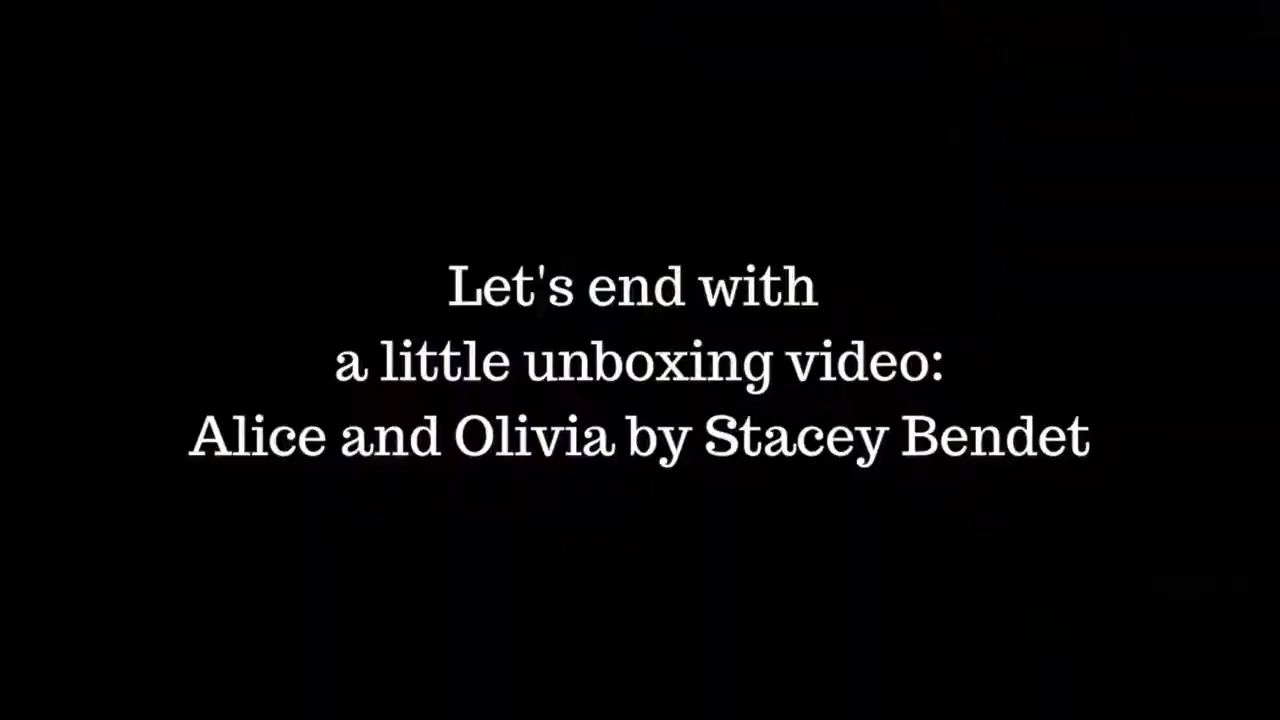 Let's end with
a little unboxing video:
Alice and Olivia by Stacey Bendet